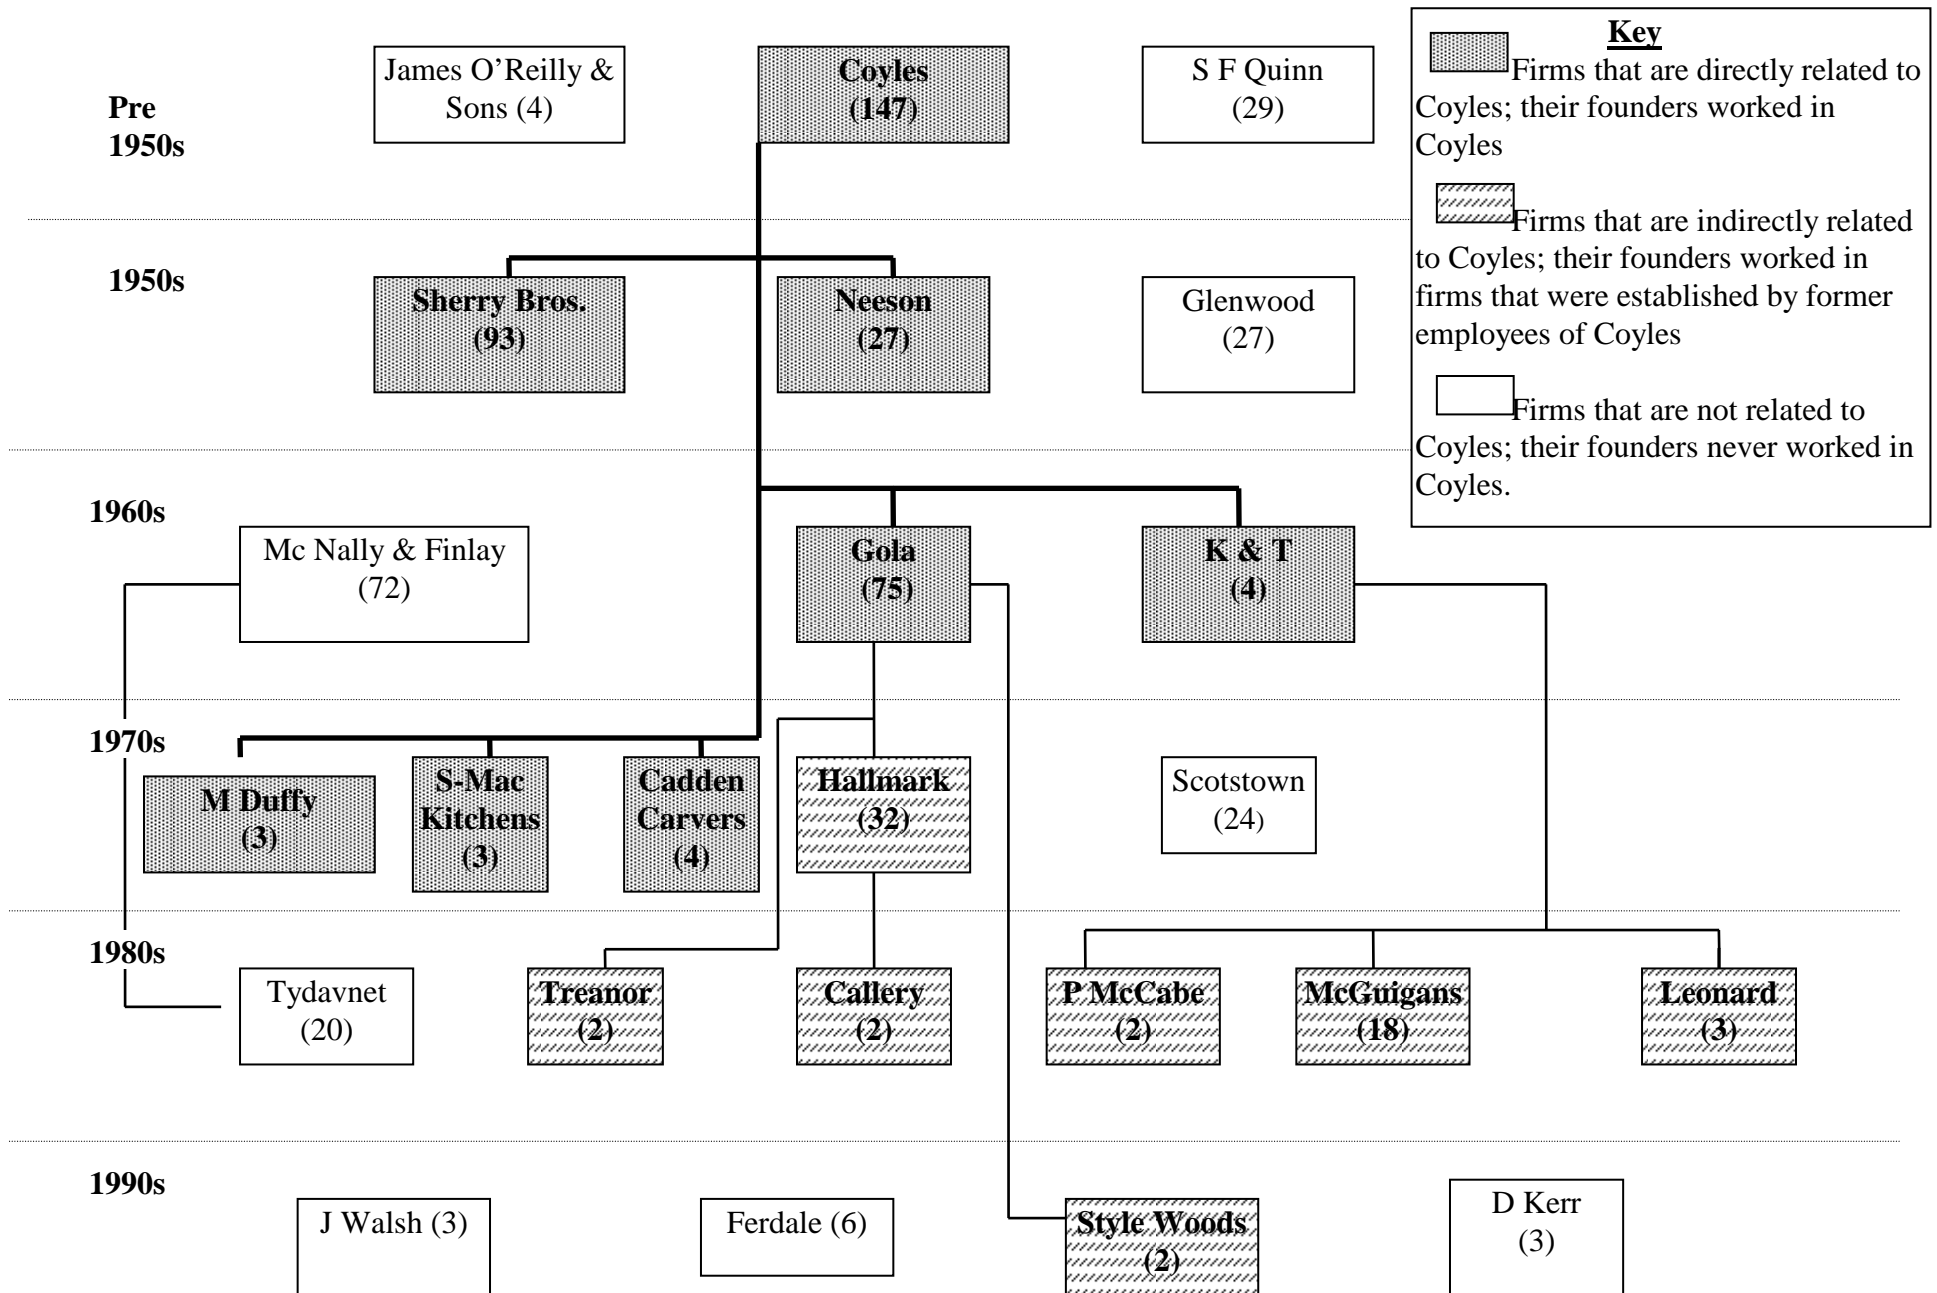 Key
Firms that are directly related to
Coyles; their founders worked in
Coyles
Firms that are indirectly related
to Coyles; their founders worked in
firms that were established by former
employees of Coyles
Firms that are not related to
Coyles; their founders never worked in
Coyles.
Pre
1950s
James O’Reilly &
Sons (4)
Coyles
(147)
S F Quinn
(29)
1950s
Sherry Bros.
(93)
Neeson
(27)
Glenwood
(27)
1960s
Mc Nally & Finlay
(72)
Gola
(75)
K & T
(4)
1970s
M Duffy
(3)
S-Mac
Kitchens
(3)
Cadden
Carvers
(4)
Hallmark
(32)
Scotstown
(24)
1980s
Tydavnet
(20)
Treanor
(2)
Callery
(2)
P McCabe
(2)
McGuigans
(18)
Leonard
(3)
1990s
J Walsh (3)
Ferdale (6)
Style Woods
(2)
D Kerr
(3)